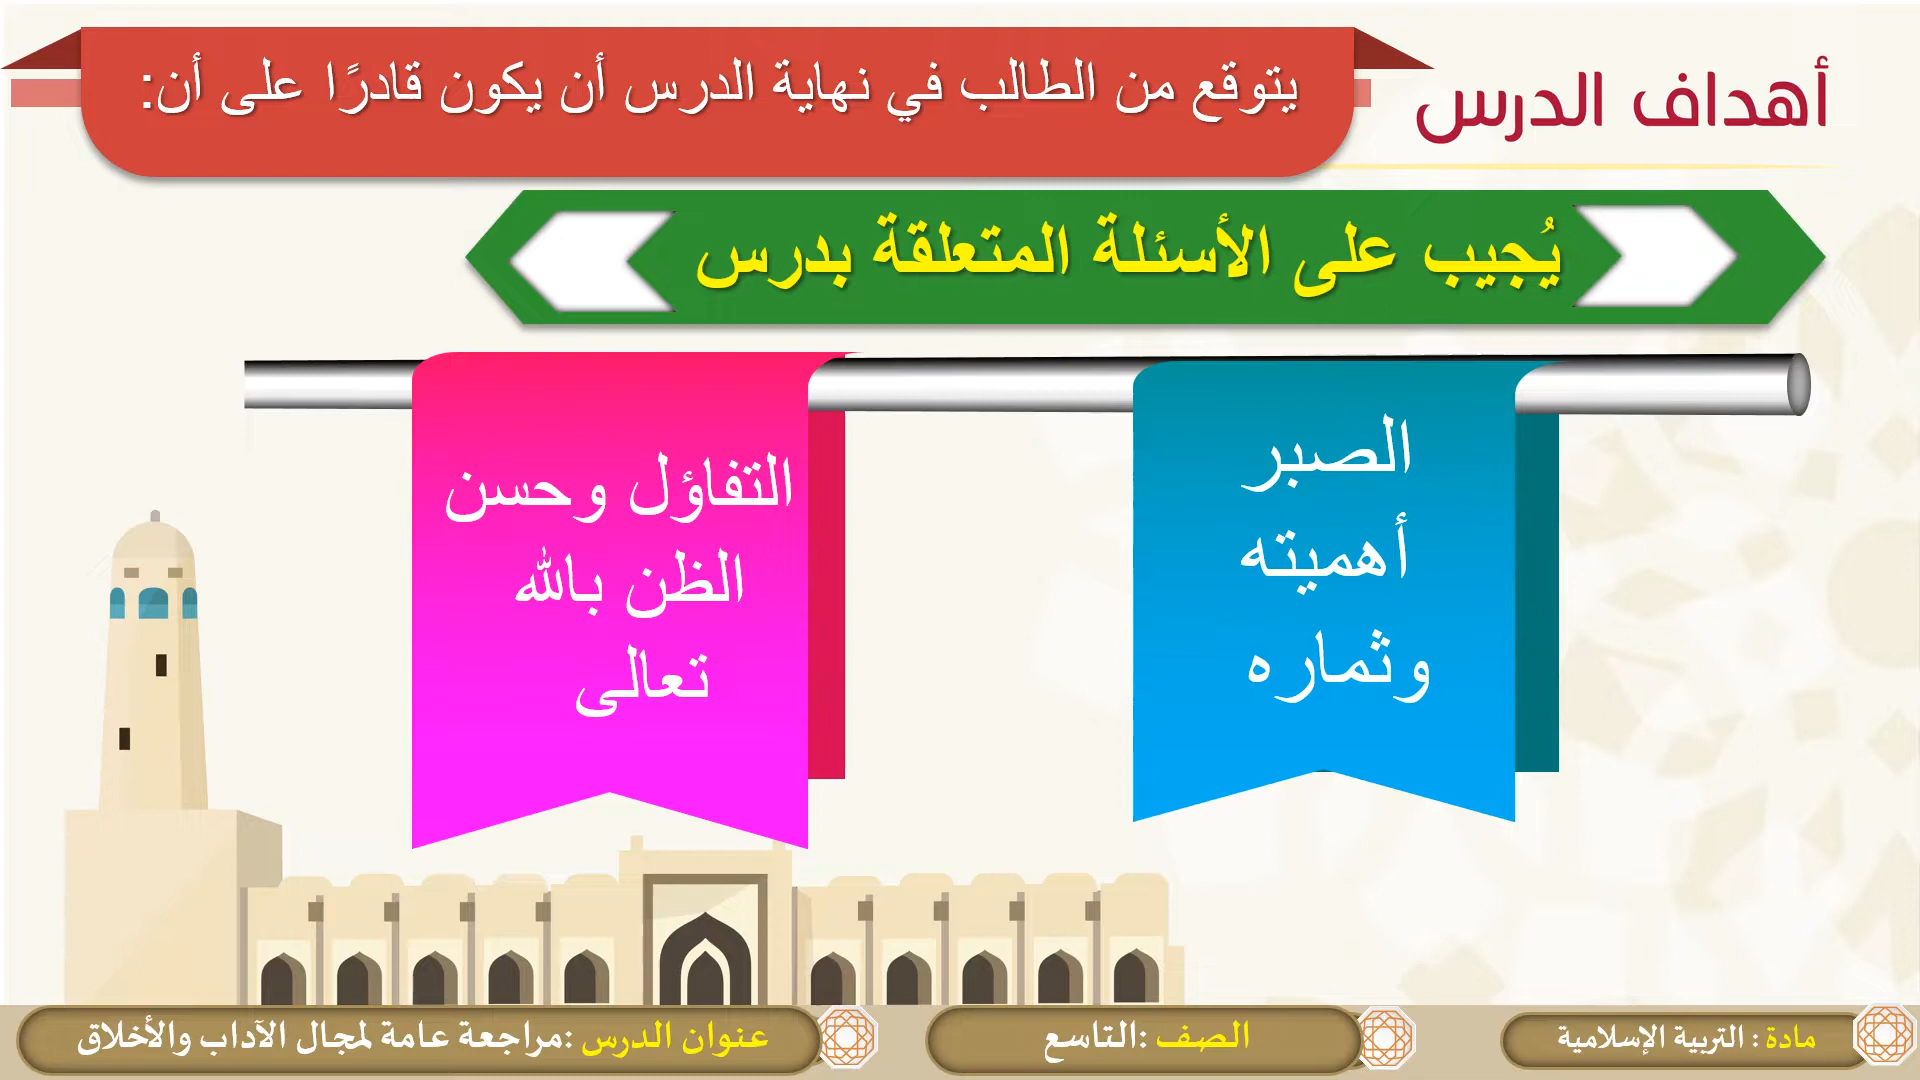 أهداف الدرس
يتوقع من الطالب في نهاية الدرس أن يكون قادرًا على أن:
يُجيب على الأسئلة المتعلقة بدرس
الصبر
أهميته
وثماره
التفاؤل وحسن
الظن بالله
تعالى
مادة : التربية الإسلامية
الصف :التاسع
عنوان الدرس :مراجعة عامة لمجال الآداب والأخلاق